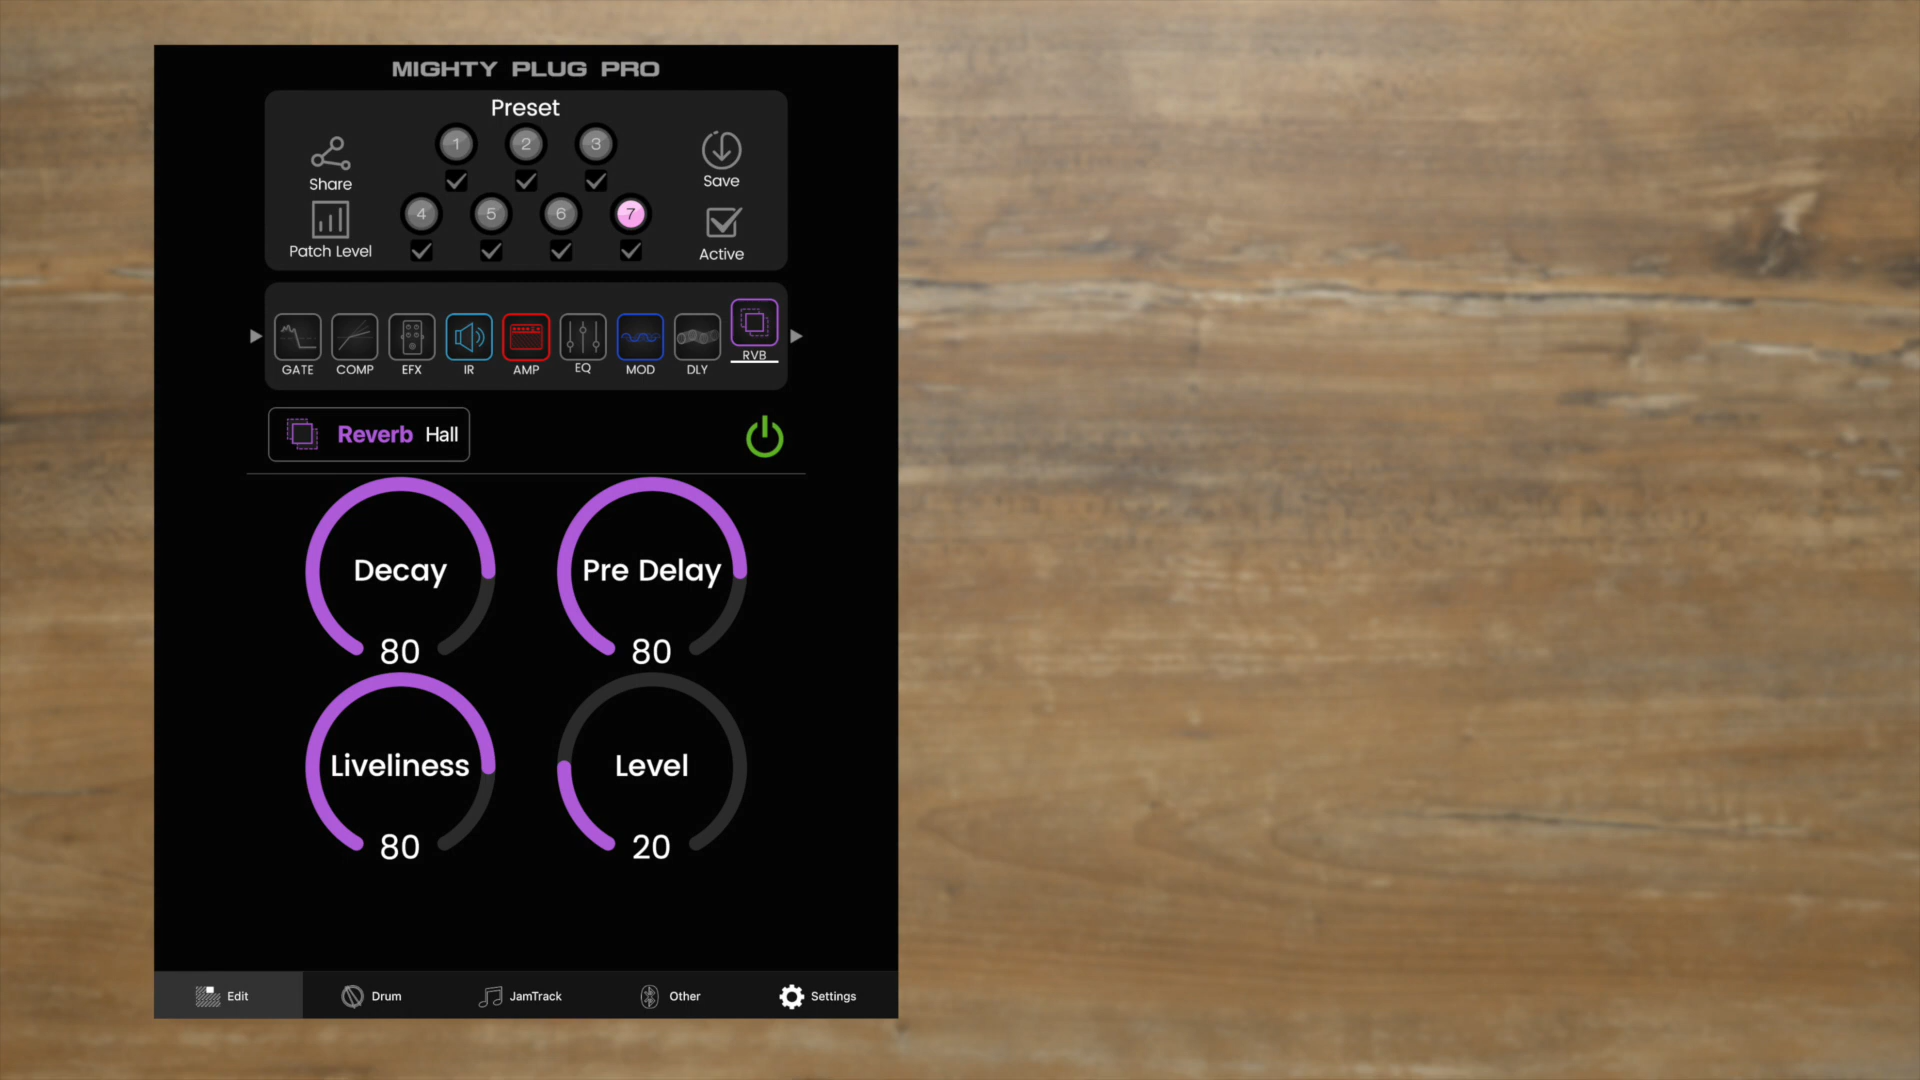 MIGHTY PLUG PRO
Preset
1 2 3
Share
Save
4 5 6 7
Patch Level
Active
GATE COMP EFX IR AMP EQ MOD DLY RVB
Reverb Hall
Decay
80
Pre Delay
80
Liveliness
80
Level
20
Edit Drum JamTrack Other Settings